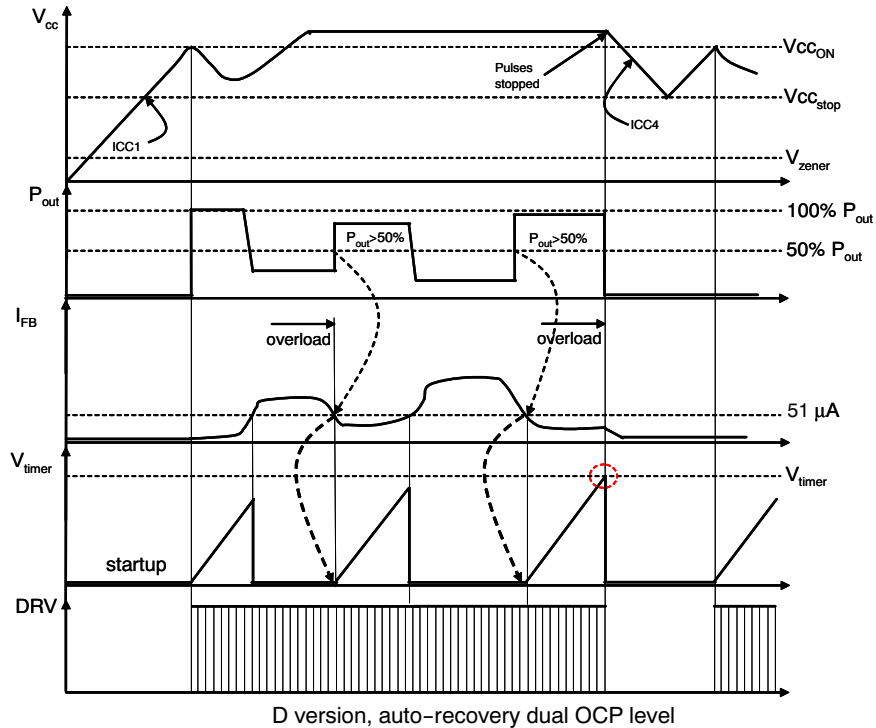 Vcc
VccON
Pulses
stopped
Vccstop
ICC1
ICC4
Vzener
Pout
100% Pout
Pout>50%
Pout>50%
50% Pout
IFB
overload
overload
51 µA
Vtimer
Vtimer
startup
DRV
D version, auto-recovery dual OCP level